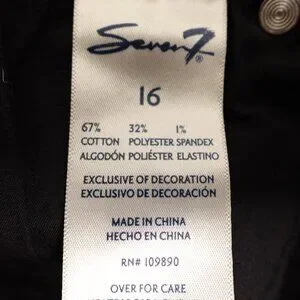 Seven7®
16
67% 32% 1%
COTTON POLYESTER SPANDEX
ALGODÓN POLIÉSTER ELASTINO
EXCLUSIVE OF DECORATION
EXCLUSIVO DE DECORACIÓN
MADE IN CHINA
HECHO EN CHINA
RN# 109890
OVER FOR CARE